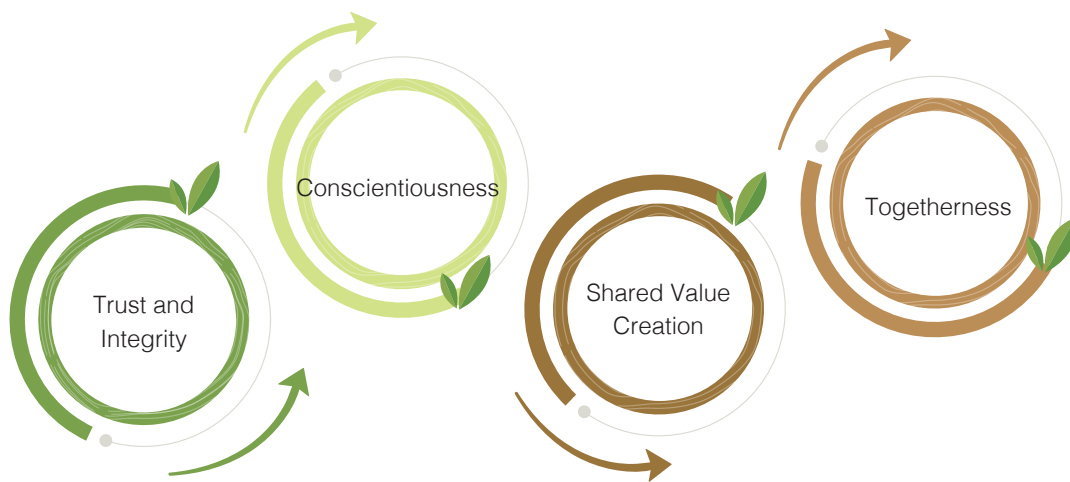 Trust and
Integrity
Conscientiousness
Shared Value
Creation
Togetherness